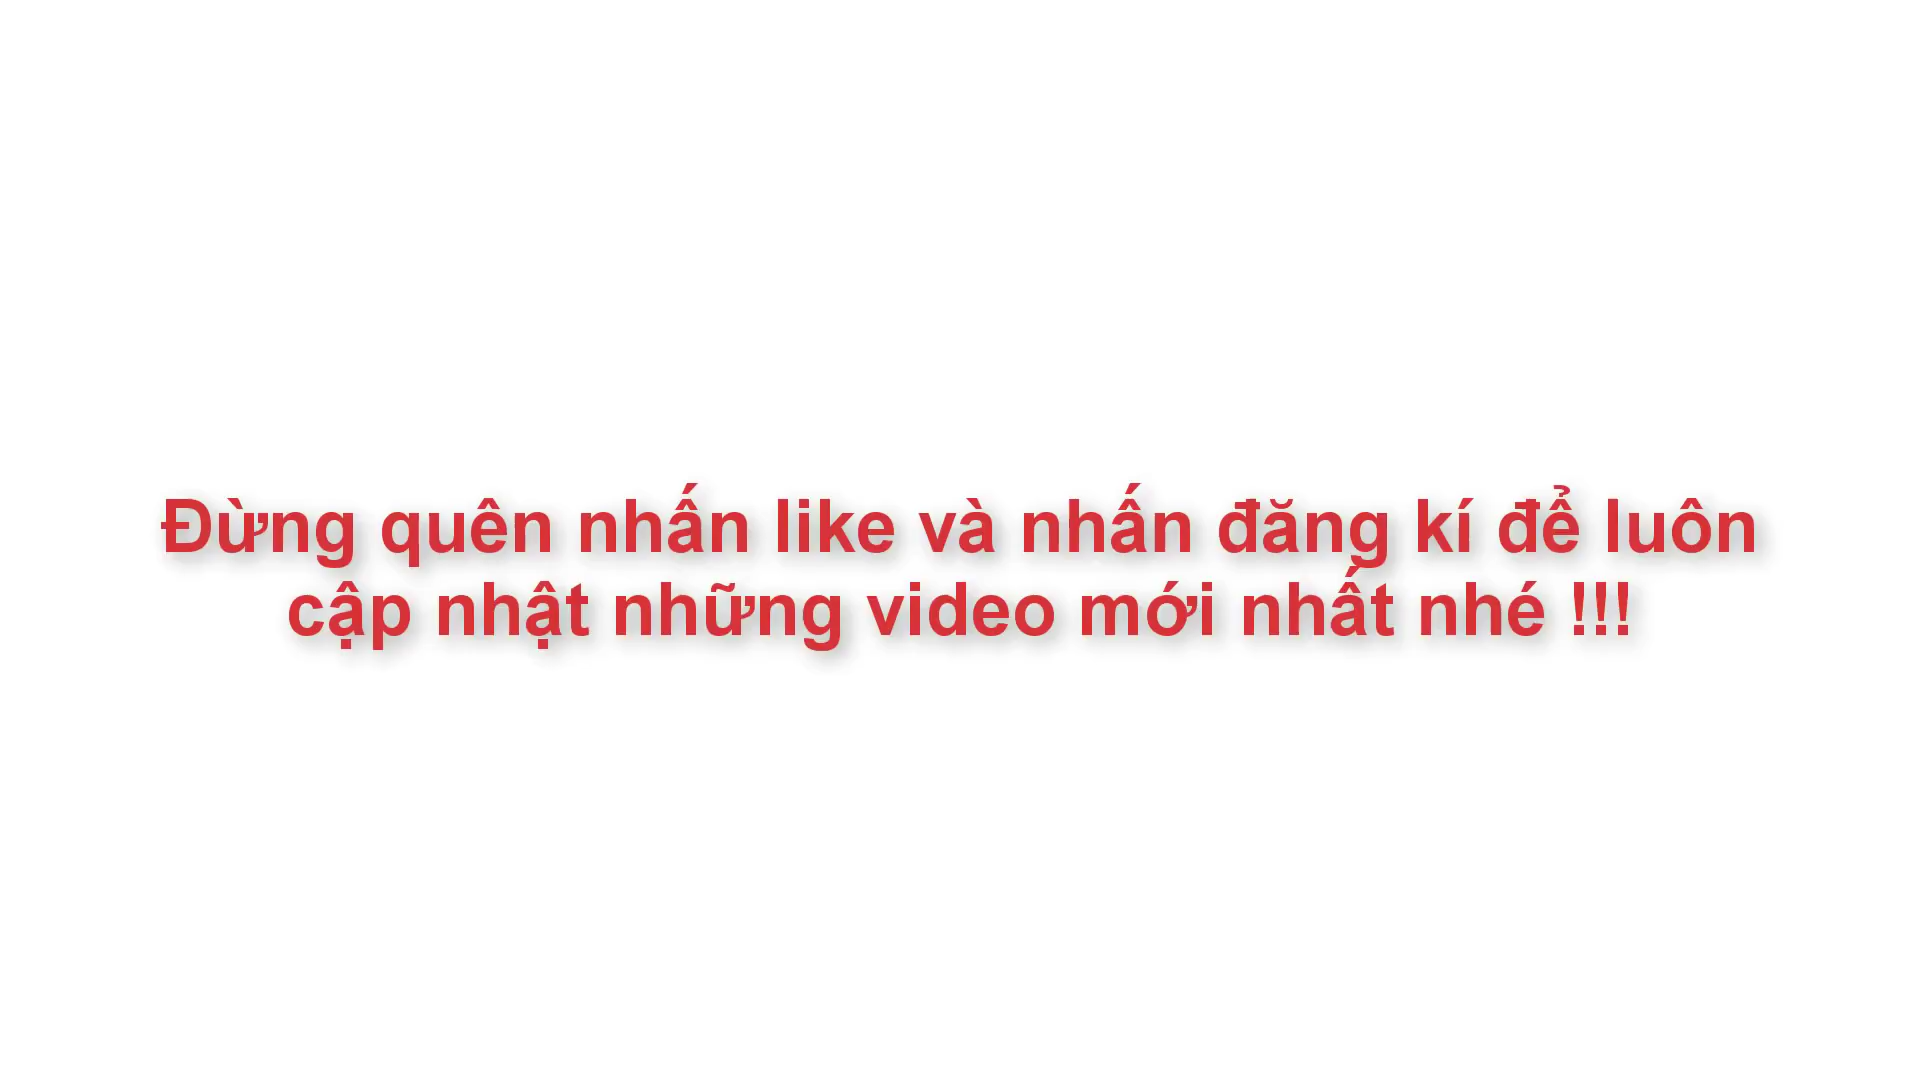 Đừng quên nhấn like và nhấn đăng kí để luôn
cập nhật những video mới nhất nhé !!!